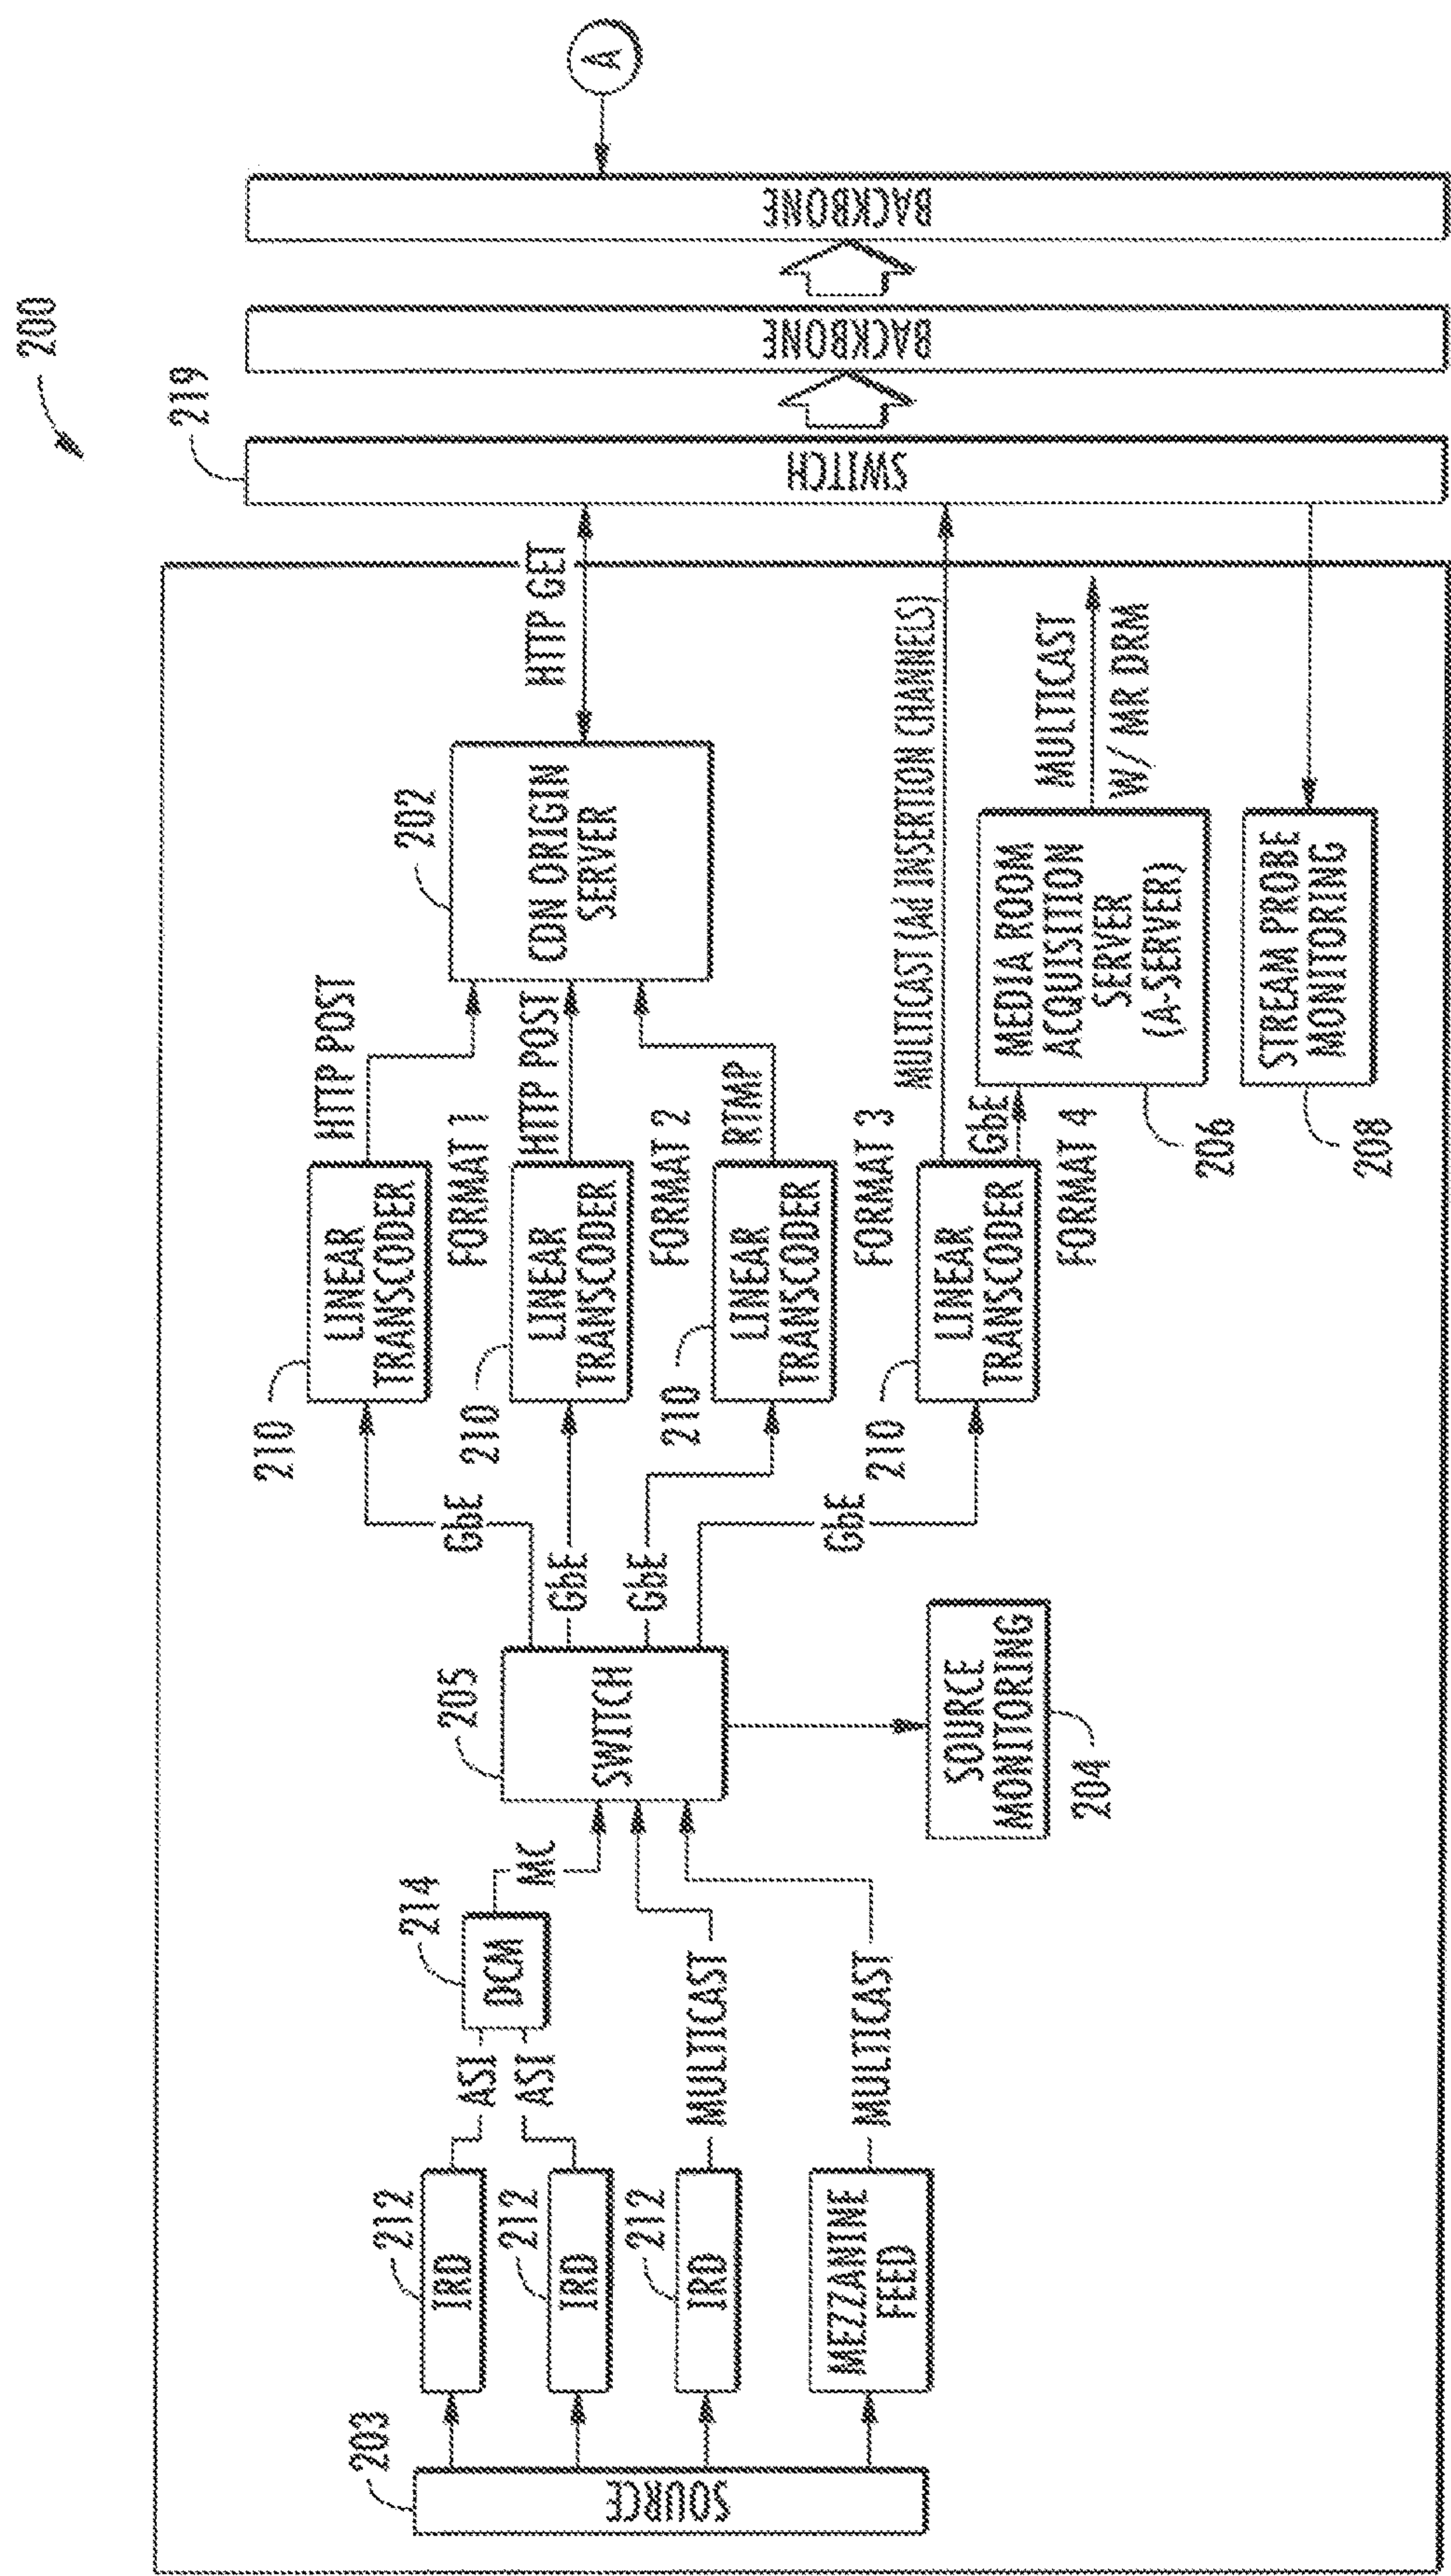 200
203
SOURCE
212
IRD
212
IRD
212
IRD
MEZZANINE
FEED
ASI
ASI
MULTICAST
MULTICAST
214
DCM
MC
205
SWITCH
204
SOURCE
MONITORING
GbE
GbE
GbE
GbE
210
LINEAR
TRANSCODER
FORMAT 1
210
LINEAR
TRANSCODER
FORMAT 2
210
LINEAR
TRANSCODER
FORMAT 3
210
LINEAR
TRANSCODER
FORMAT 4
HTTP POST
HTTP POST
RTMP
GbE
202
CDN ORIGIN
SERVER
HTTP GET
MULTICAST (Ad INSERTION CHANNELS)
MEDIA ROOM
ACQUISITION
SERVER
(A-SERVER)
206
MULTICAST
W/ MR DRM
STREAM PROBE
MONITORING
208
219
SWITCH
BACKBONE
BACKBONE
A